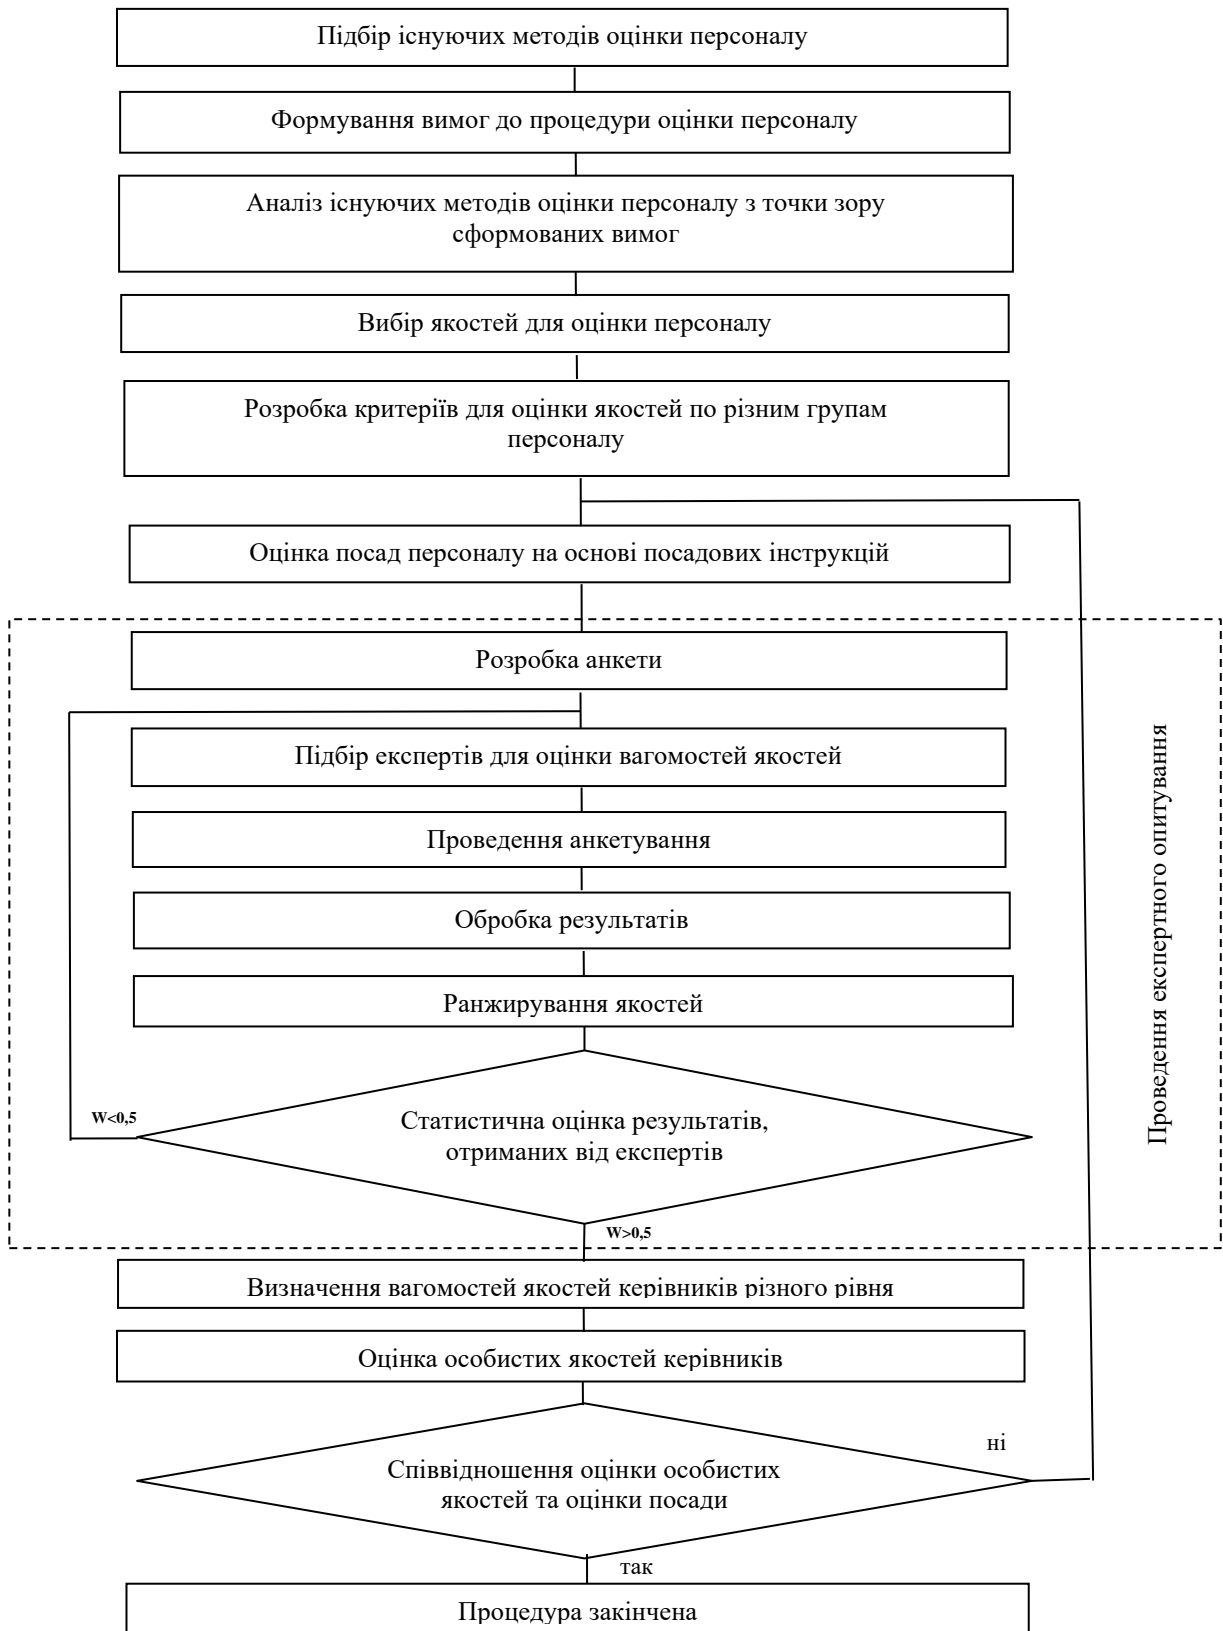 Підбір існуючих методів оцінки персоналу
Формування вимог до процедури оцінки персоналу
Аналіз існуючих методів оцінки персоналу з точки зору
сформованих вимог
Вибір якостей для оцінки персоналу
Розробка критеріїв для оцінки якостей по різним групам
персоналу
Оцінка посад персоналу на основі посадових інструкцій
Розробка анкети
Підбір експертів для оцінки вагомостей якостей
Проведення анкетування
Обробка результатів
Ранжирування якостей
Проведення експертного опитування
W<0,5
Статистична оцінка результатів,
отриманих від експертів
W>0,5
Визначення вагомостей якостей керівників різного рівня
Оцінка особистих якостей керівників
ні
Співвідношення оцінки особистих
якостей та оцінки посади
так
Процедура закінчена